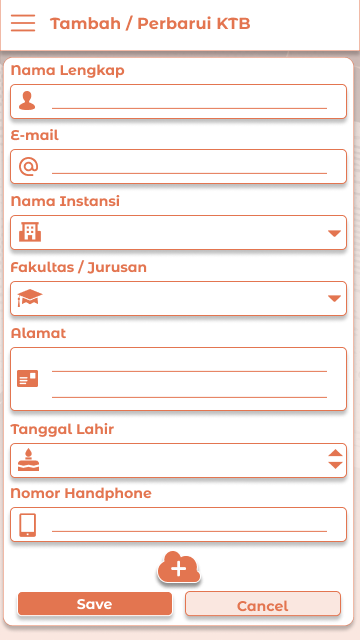 Tambah / Perbarui KTB
Nama Lengkap
E-mail
@
Nama Instansi
Fakultas / Jurusan
Alamat
Tanggal Lahir
Nomor Handphone
Save
Cancel